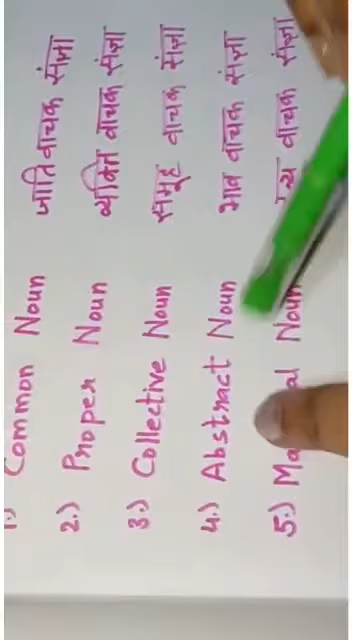 1.) Common Noun जातिवाचक संज्ञा
2.) Proper Noun व्यक्ति वाचक संज्ञा
3.) Collective Noun समूह वाचक संज्ञा
4.) Abstract Noun भाव वाचक संज्ञा
5.) Noun वाचक संज्ञा